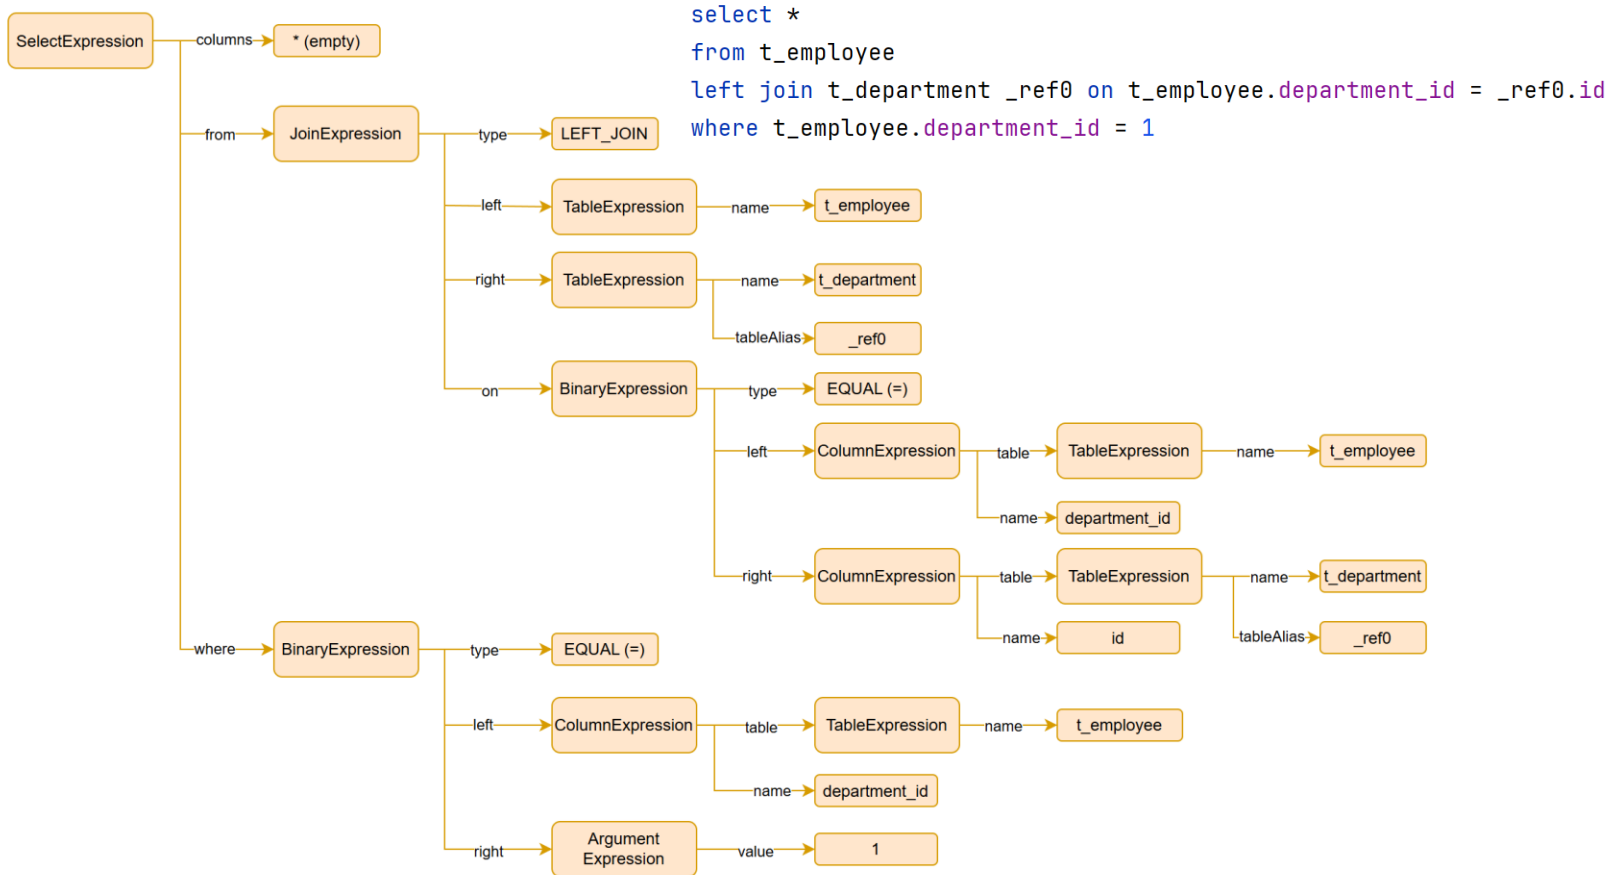 select *
from t_employee
left join t_department _ref0 on t_employee.department_id = _ref0.id
where t_employee.department_id = 1
SelectExpression
columns
* (empty)
from
JoinExpression
type
LEFT_JOIN
left
TableExpression
name
t_employee
right
TableExpression
name
t_department
tableAlias
_ref0
on
BinaryExpression
type
EQUAL (=)
left
ColumnExpression
table
TableExpression
name
t_employee
name
department_id
right
ColumnExpression
table
TableExpression
name
t_department
tableAlias
_ref0
name
id
where
BinaryExpression
type
EQUAL (=)
left
ColumnExpression
table
TableExpression
name
t_employee
name
department_id
right
Argument
Expression
value
1